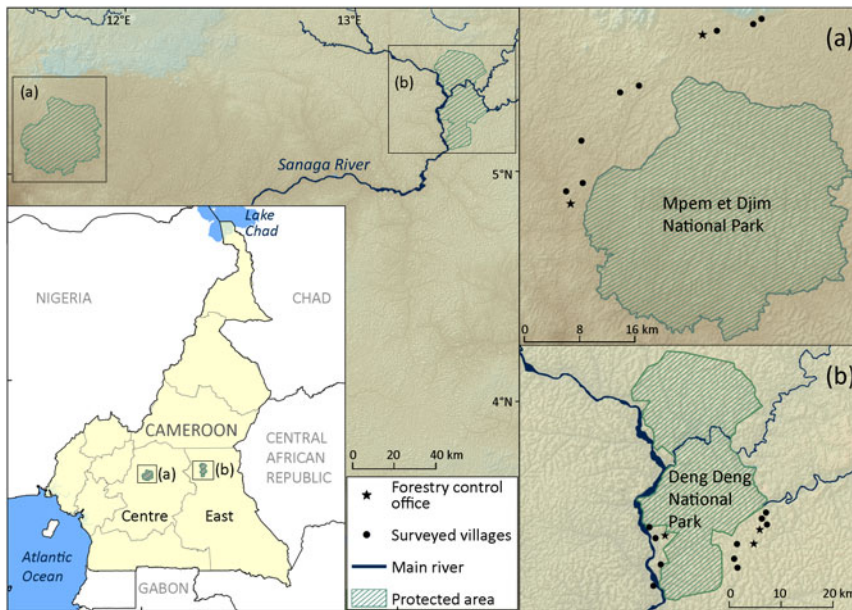 12°E
13°E
(a)
(b)
Sanaga River
5°N
Lake
Chad
NIGERIA
CHAD
CAMEROON
CENTRAL
AFRICAN
REPUBLIC
(a)
(b)
Centre
East
Atlantic
Ocean
GABON
4°N
0 20 40 km
Forestry control
office
Surveyed villages
Main river
Protected area
(a)
Mpem et Djim
National Park
0 8 16 km
(b)
Deng Deng
National
Park
0 10 20 km